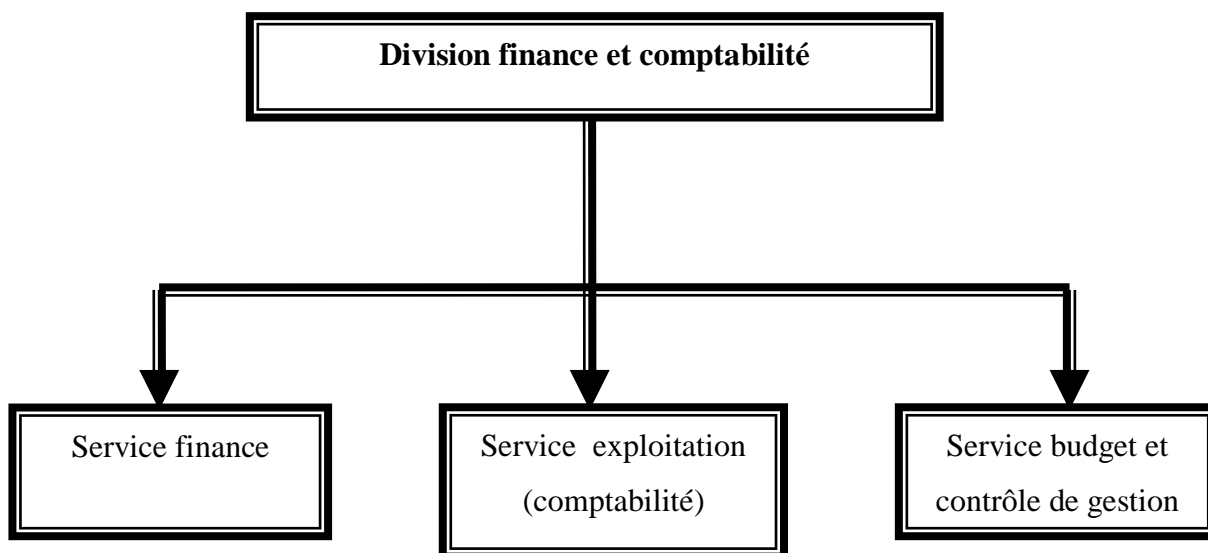 Division finance et comptabilité
Service finance
Service exploitation
(comptabilité)
Service budget et
contrôle de gestion